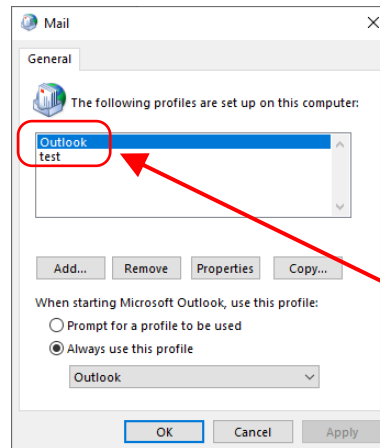 Mail
General
The following profiles are set up on this computer:
Outlook
test
Add...
Remove
Properties
Copy...
When starting Microsoft Outlook, use this profile:
Prompt for a profile to be used
Always use this profile
Outlook
OK
Cancel
Apply